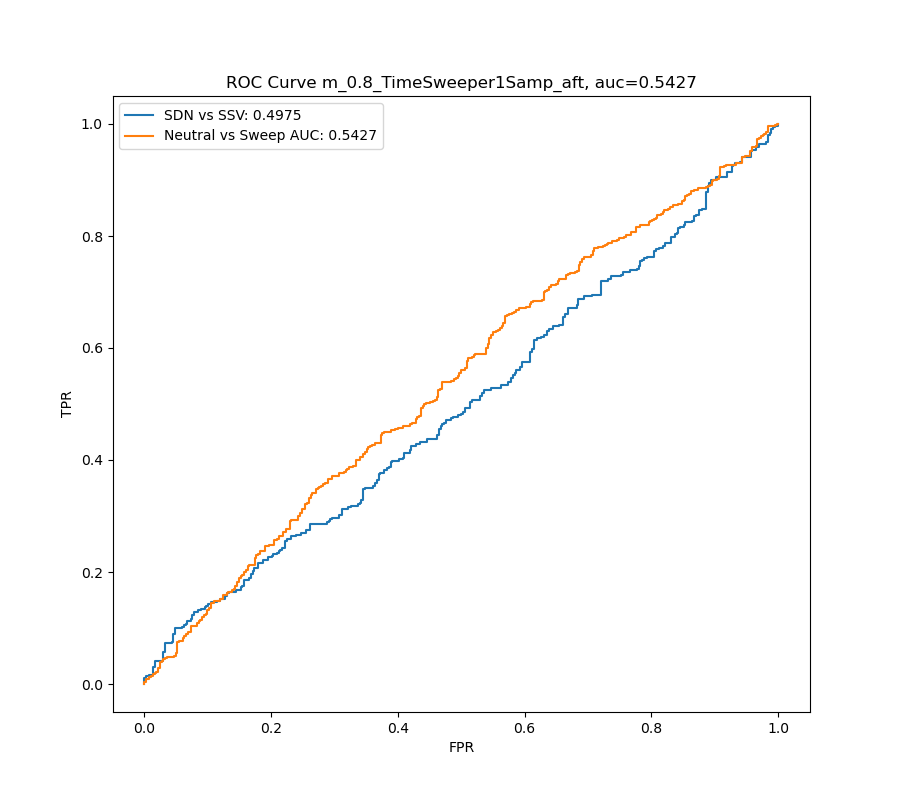 ROC Curve m_0.8_TimeSweeper1Samp_aft, auc=0.5427
SDN vs SSV: 0.4975
Neutral vs Sweep AUC: 0.5427
1.0
0.8
0.6
0.4
0.2
0.0
TPR
0.0 0.2 0.4 0.6 0.8 1.0
FPR